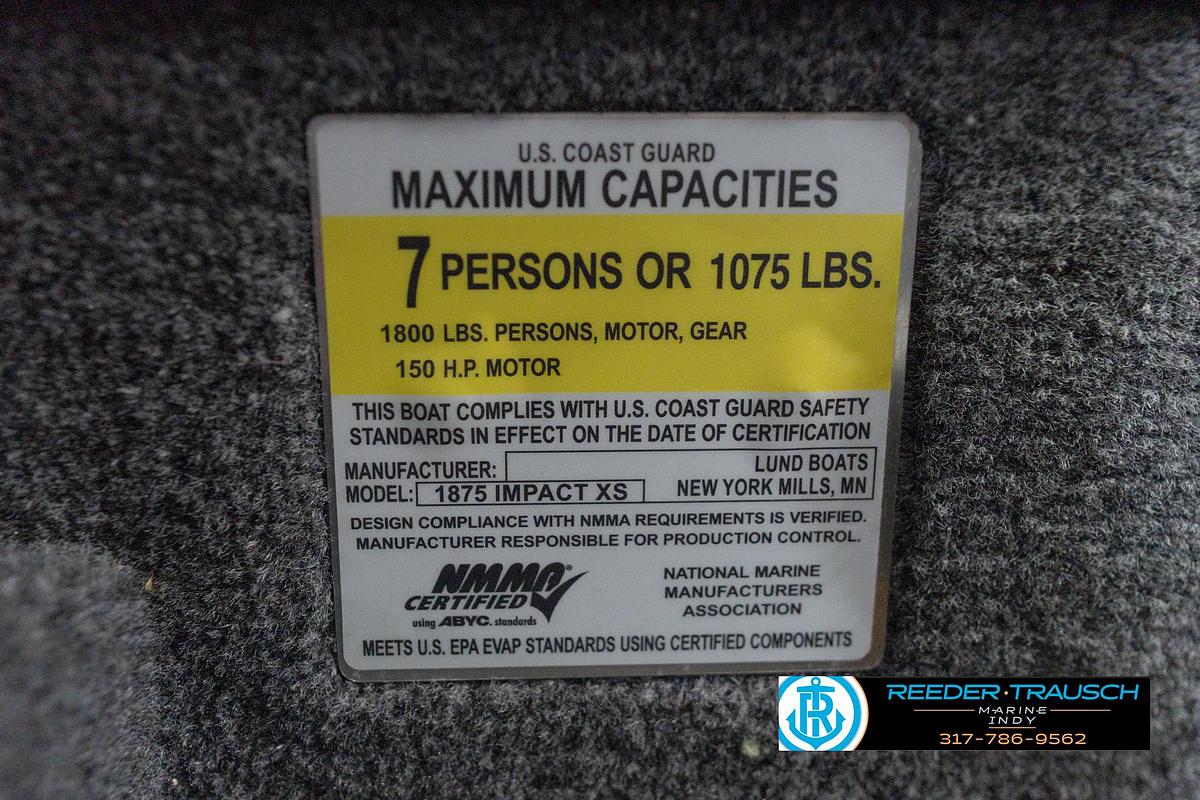 U.S. COAST GUARD
MAXIMUM CAPACITIES
7 PERSONS OR 1075 LBS.
1800 LBS. PERSONS, MOTOR, GEAR
150 H.P. MOTOR
THIS BOAT COMPLIES WITH U.S. COAST GUARD SAFETY
STANDARDS IN EFFECT ON THE DATE OF CERTIFICATION
MANUFACTURER: LUND BOATS
MODEL: 1875 IMPACT XS NEW YORK MILLS, MN
DESIGN COMPLIANCE WITH NMMA REQUIREMENTS IS VERIFIED.
MANUFACTURER RESPONSIBLE FOR PRODUCTION CONTROL.
NMMA®
CERTIFIED
using ABYC. standards
NATIONAL MARINE
MANUFACTURERS
ASSOCIATION
MEETS U.S. EPA EVAP STANDARDS USING CERTIFIED COMPONENTS
RT
REEDER·TRAUSCH
MARINE
INDY
317-786-9562